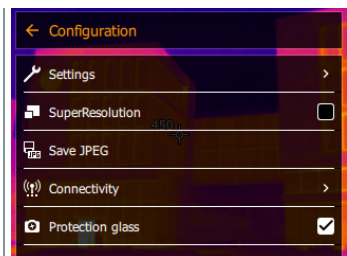 Configuration
Settings
SuperResolution
Save JPEG
Connectivity
Protection glass